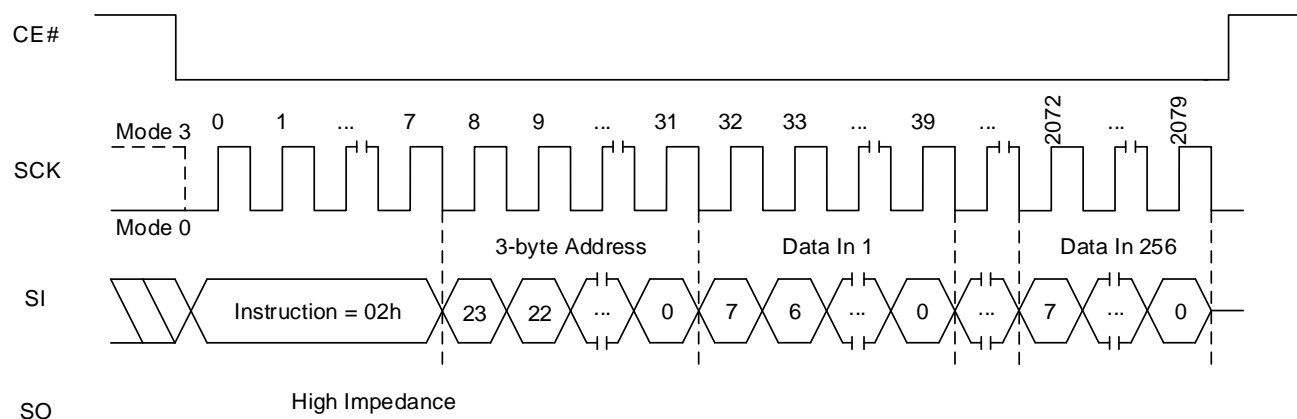 CE#
SCK
Mode 3
Mode 0
0 1 ... 7 8 9 ... 31 32 33 ... 39 ... 2072 ... 2079
3-byte Address
Data In 1
Data In 256
SI
Instruction = 02h
23 22 ... 0 7 6 ... 0 ... 7 ... 0
SO
High Impedance